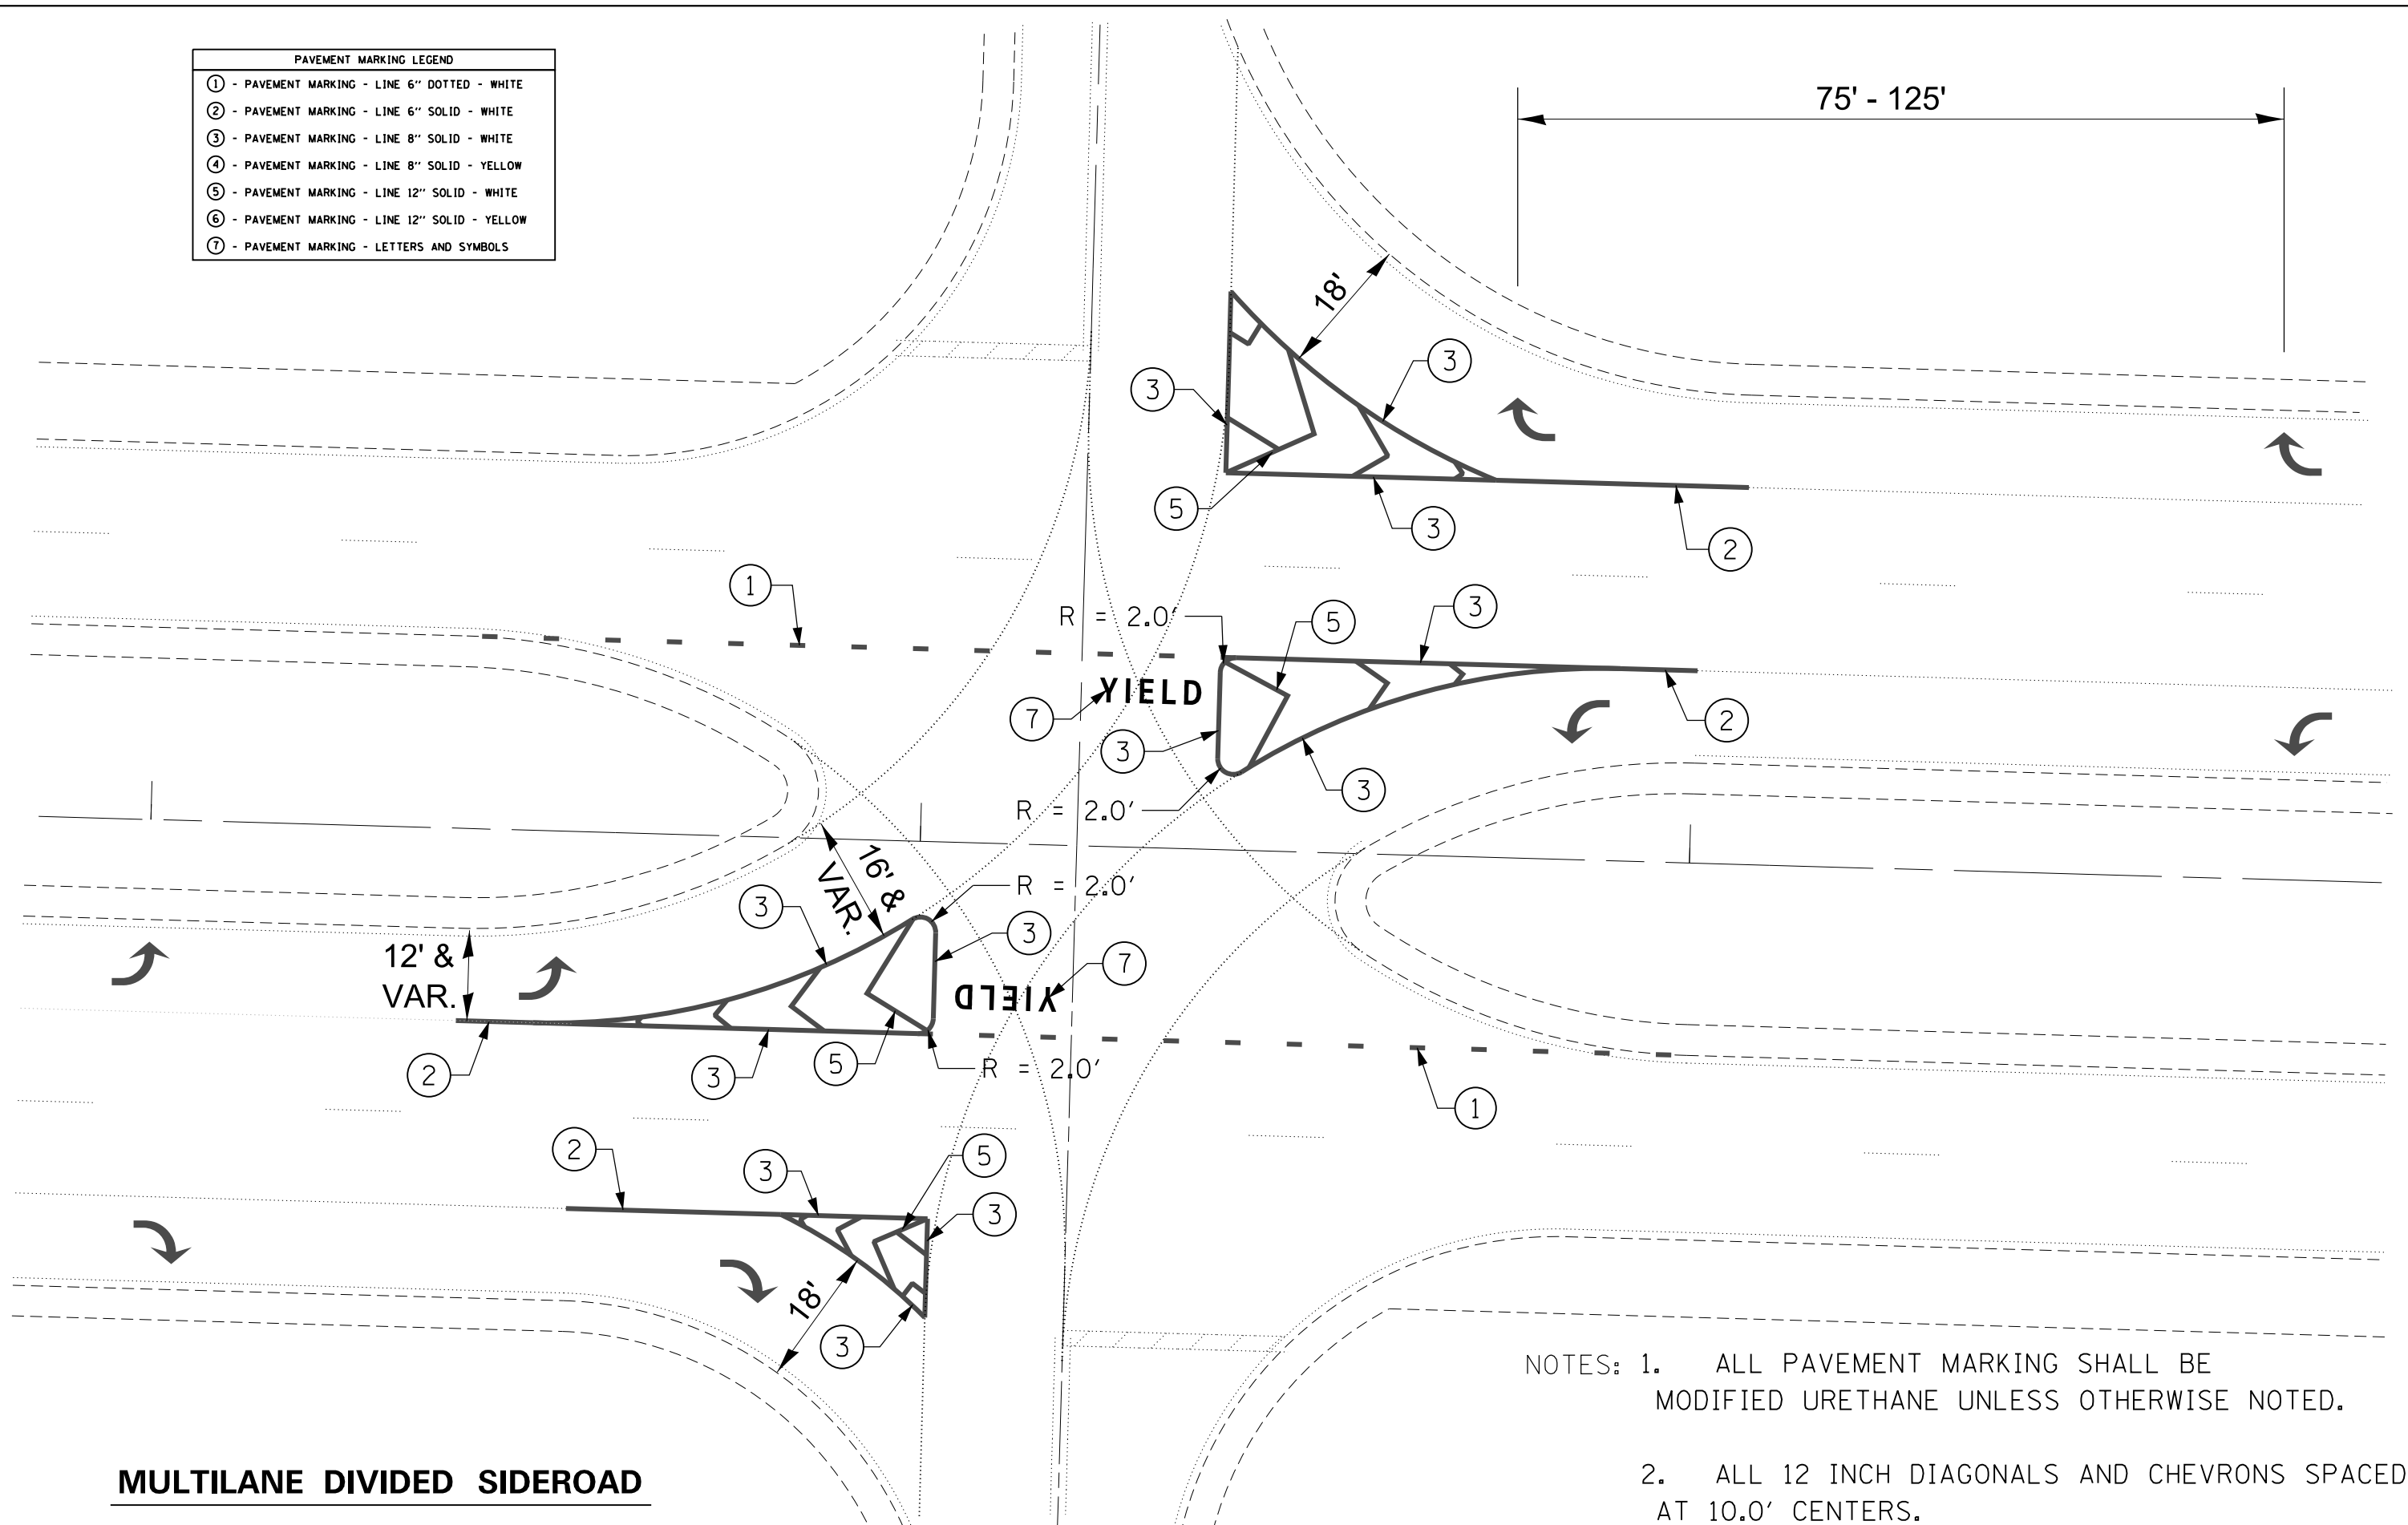 PAVEMENT MARKING LEGEND
1 - PAVEMENT MARKING - LINE 6'' DOTTED - WHITE
2 - PAVEMENT MARKING - LINE 6'' SOLID - WHITE
3 - PAVEMENT MARKING - LINE 8'' SOLID - WHITE
4 - PAVEMENT MARKING - LINE 8'' SOLID - YELLOW
5 - PAVEMENT MARKING - LINE 12'' SOLID - WHITE
6 - PAVEMENT MARKING - LINE 12'' SOLID - YELLOW
7 - PAVEMENT MARKING - LETTERS AND SYMBOLS
75' - 125'
18'
3
3
5
3
2
1
R = 2.0'
5
3
YIELD
7
3
2
3
R = 2.0'
16' &
VAR.
R = 2.0'
3
3
12' &
VAR.
7
YIELD
2
3
5
R = 2.0'
1
2
3
5
3
18'
3
NOTES: 1. ALL PAVEMENT MARKING SHALL BE
MODIFIED URETHANE UNLESS OTHERWISE NOTED.
2. ALL 12 INCH DIAGONALS AND CHEVRONS SPACED
AT 10.0' CENTERS.
MULTILANE DIVIDED SIDEROAD